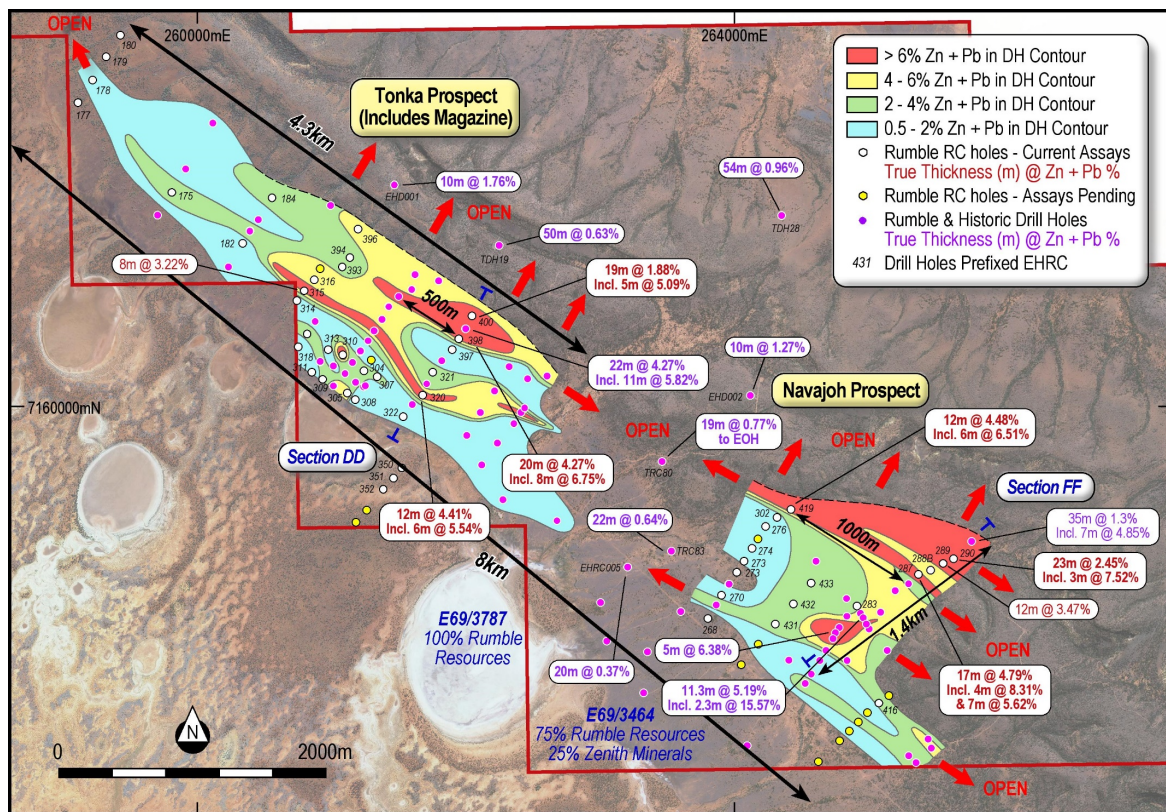 OPEN
260000mE
264000mE
180
179
178
177
Tonka Prospect
(Includes Magazine)
4.3km
> 6% Zn + Pb in DH Contour
4 - 6% Zn + Pb in DH Contour
2 - 4% Zn + Pb in DH Contour
0.5 - 2% Zn + Pb in DH Contour
Rumble RC holes - Current Assays
True Thickness (m) @ Zn + Pb %
Rumble RC holes - Assays Pending
Rumble & Historic Drill Holes
True Thickness (m) @ Zn + Pb %
431 Drill Holes Prefixed EHRC
10m @ 1.76%
EHD001
54m @ 0.96%
TDH28
175
184
OPEN
50m @ 0.63%
TDH19
182
396
394
393
8m @ 3.22%
316
315
314
19m @ 1.88%
Incl. 5m @ 5.09%
T
500m
400
398
397
313
310
318
311
304
307
309
305
308
321
320
322
22m @ 4.27%
Incl. 11m @ 5.82%
10m @ 1.27%
EHD002
Navajoh Prospect
7160000mN
T
OPEN
19m @ 0.77%
to EOH
TRC80
12m @ 4.48%
Incl. 6m @ 6.51%
OPEN
Section DD
350
351
352
20m @ 4.27%
Incl. 8m @ 6.75%
12m @ 4.41%
Incl. 6m @ 5.54%
Section FF
419
302
276
274
273
273
270
268
T
35m @ 1.3%
Incl. 7m @ 4.85%
22m @ 0.64%
TRC83
EHRC005
1000m
288B
289
290
287
23m @ 2.45%
Incl. 3m @ 7.52%
12m @ 3.47%
8km
433
432
431
283
1.4km
OPEN
E69/3787
100% Rumble
Resources
5m @ 6.38%
T
20m @ 0.37%
11.3m @ 5.19%
Incl. 2.3m @ 15.57%
17m @ 4.79%
Incl. 4m @ 8.31%
& 7m @ 5.62%
416
E69/3464
75% Rumble Resources
25% Zenith Minerals
N
0
2000m
OPEN